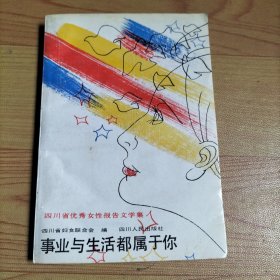 四川省优秀女性报告文学集
四川省妇女联合会 编 四川人民出版社
事业与生活都属于你